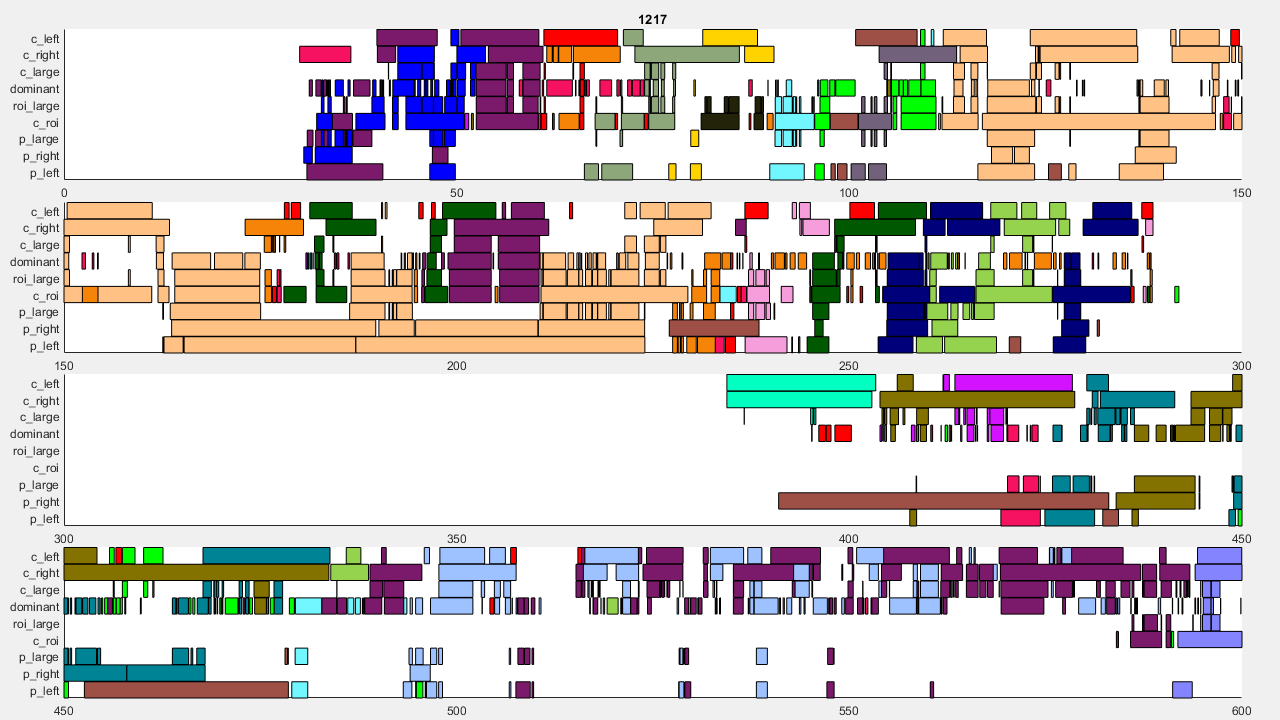 1217
c_left
c_right
c_large
dominant
roi_large
c_roi
p_large
p_right
p_left
0 50 100 150
c_left
c_right
c_large
dominant
roi_large
c_roi
p_large
p_right
p_left
150 200 250 300
c_left
c_right
c_large
dominant
roi_large
c_roi
p_large
p_right
p_left
300 350 400 450
c_left
c_right
c_large
dominant
roi_large
c_roi
p_large
p_right
p_left
450 500 550 600